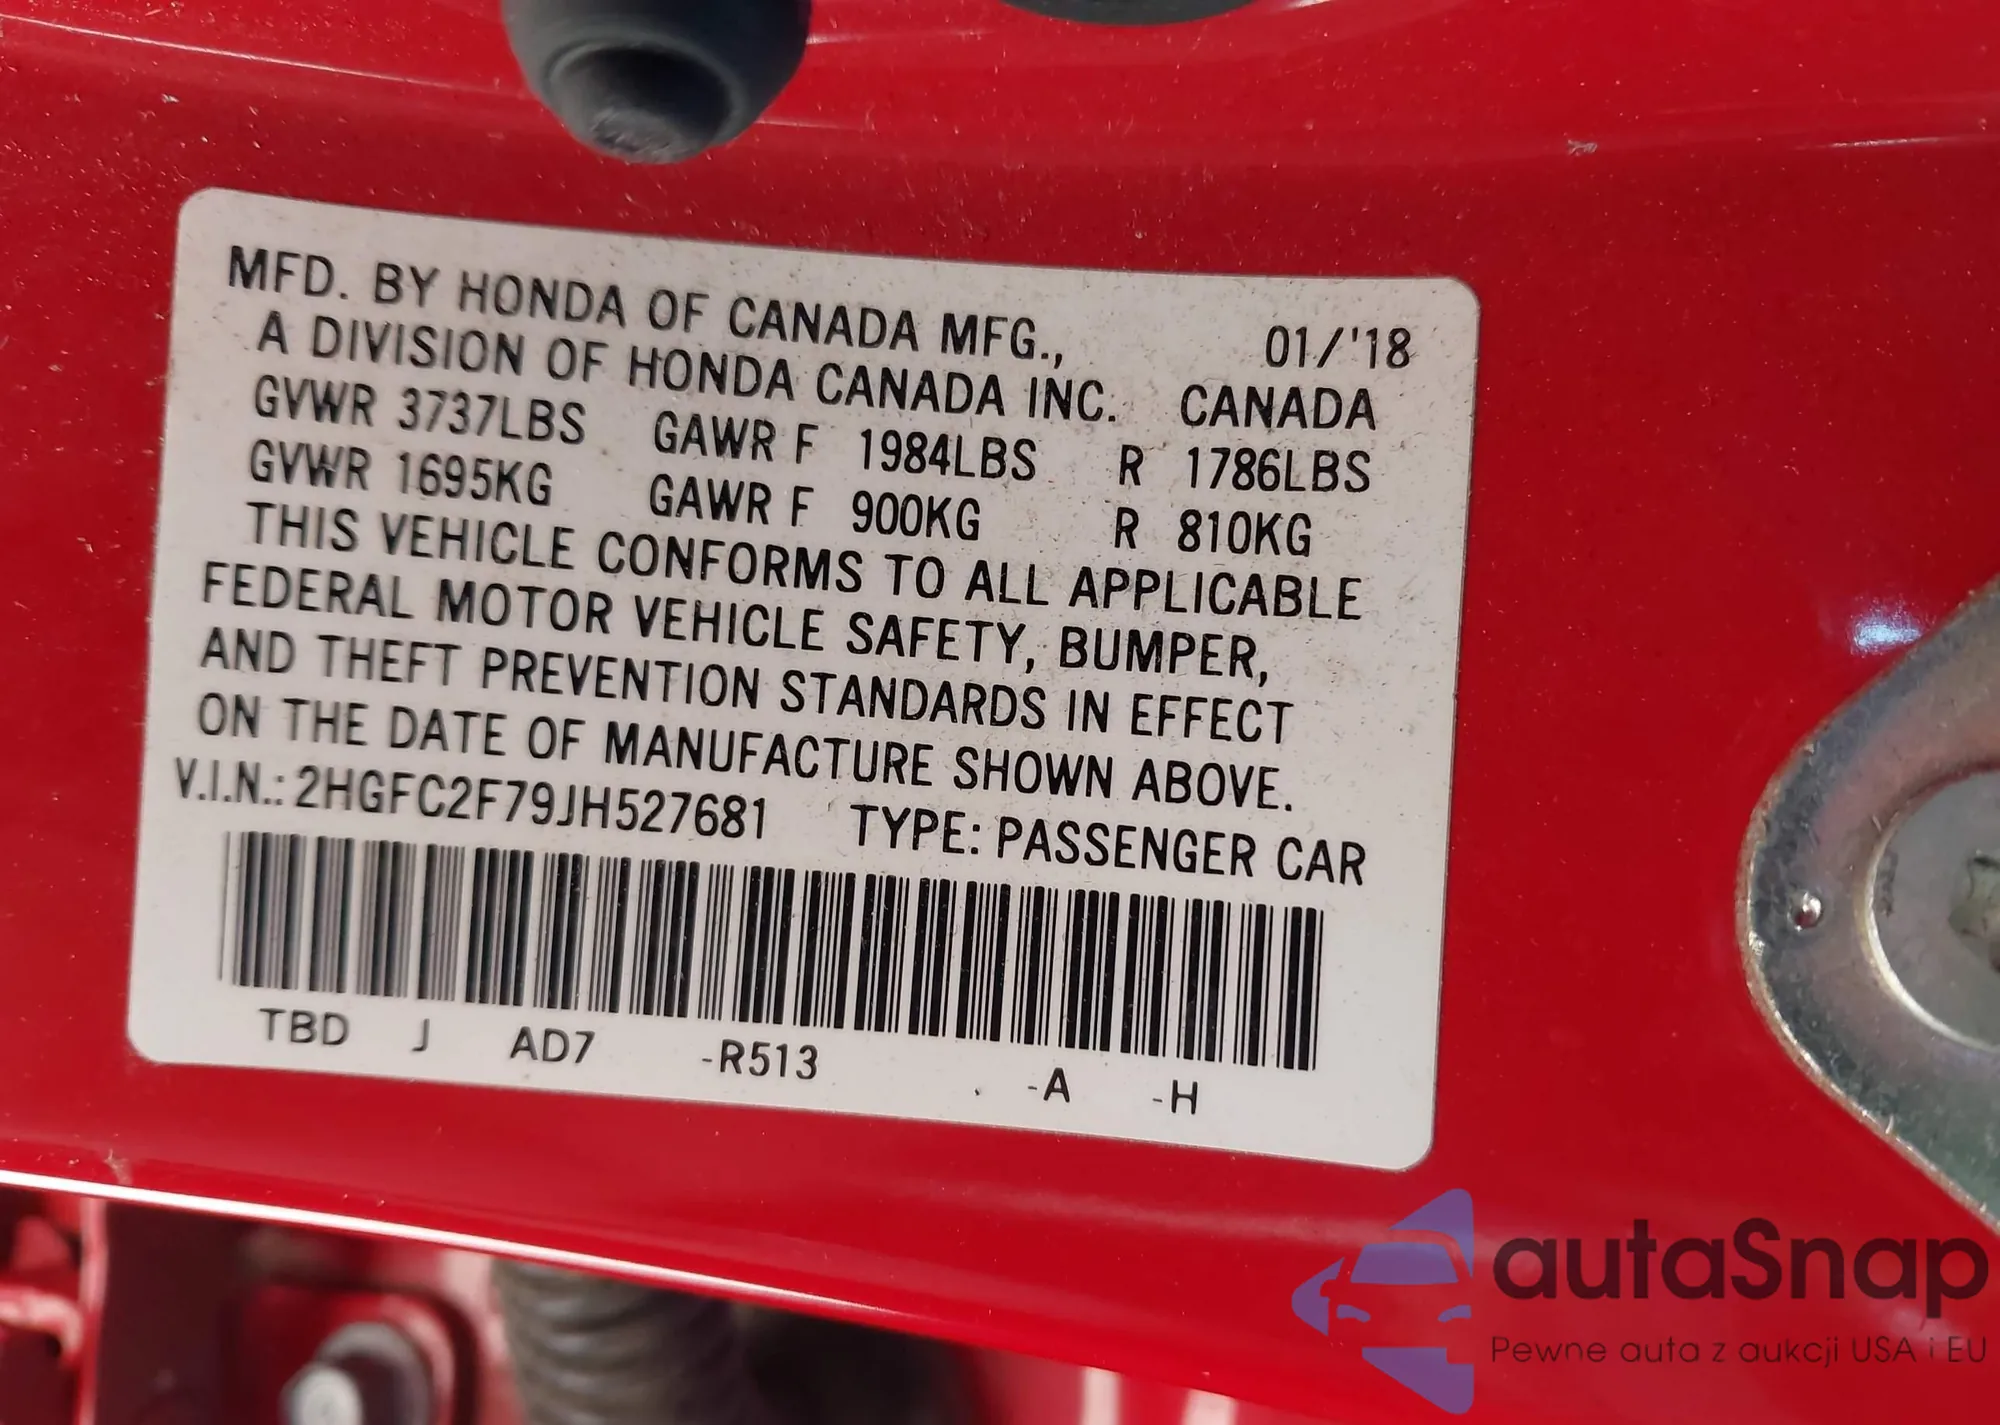 MFD. BY HONDA OF CANADA MFG., 01/'18
A DIVISION OF HONDA CANADA INC. CANADA
GVWR 3737LBS GAWR F 1984LBS R 1786LBS
GVWR 1695KG GAWR F 900KG R 810KG
THIS VEHICLE CONFORMS TO ALL APPLICABLE
FEDERAL MOTOR VEHICLE SAFETY, BUMPER,
AND THEFT PREVENTION STANDARDS IN EFFECT
ON THE DATE OF MANUFACTURE SHOWN ABOVE.
V.I.N.: 2HGFC2F79JH527681 TYPE: PASSENGER CAR
TBD J AD7 -R513 . -A -H
autaSnap
Pewne auta z aukcji USA i EU